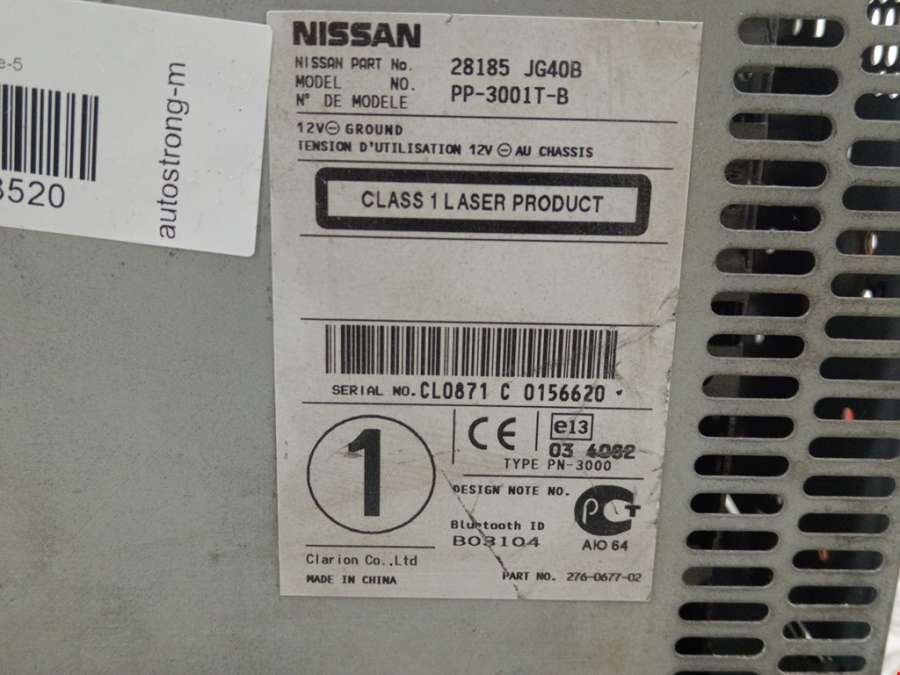 e-5
3520
autostrong-m
NISSAN
NISSAN PART No. 28185 JG40B
MODEL NO. PP-3001T-B
N° DE MODELE
12V⊖ GROUND
TENSION D'UTILISATION 12V ⊖ AU CHASSIS
CLASS 1 LASER PRODUCT
SERIAL NO. CL0871 C 0156620
1
CE
e13
03 4082
TYPE PN-3000
DESIGN NOTE NO.
PCT
Bluetooth ID
B03104
AIO 64
Clarion Co.,Ltd
MADE IN CHINA
PART NO. 276-0677-02